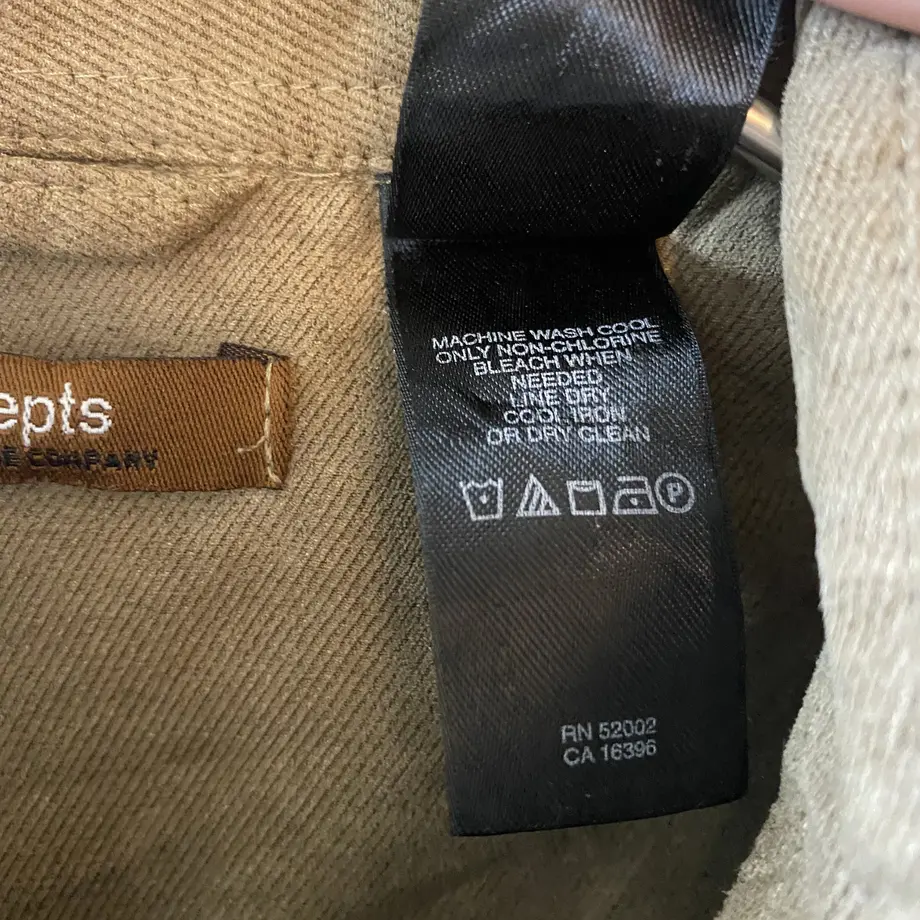 epts
E COMPANY
MACHINE WASH COOL
ONLY NON-CHLORINE
BLEACH WHEN
NEEDED
LINE DRY
COOL IRON
OR DRY CLEAN
P
RN 52002
CA 16396